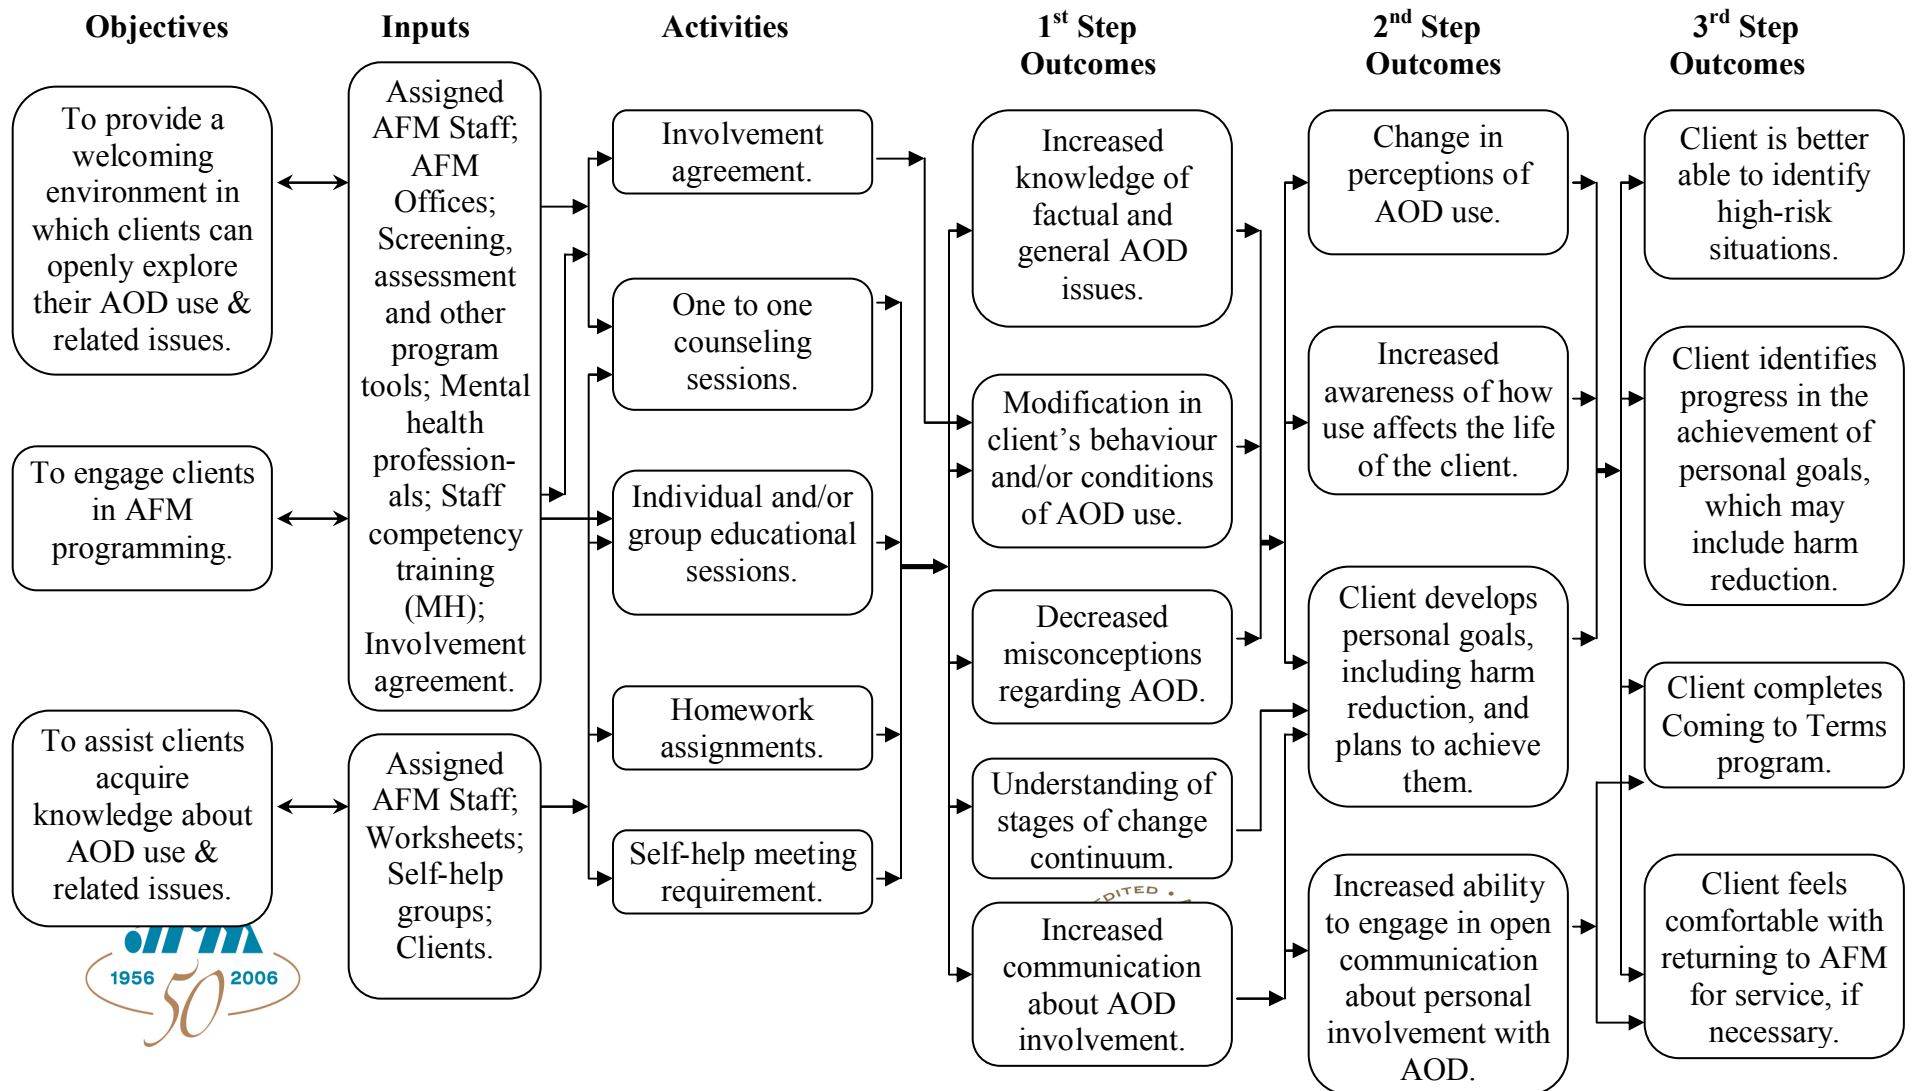 Objectives
Inputs
Activities
1st Step
Outcomes
2nd Step
Outcomes
3rd Step
Outcomes
To provide a
welcoming
environment in
which clients can
openly explore
their AOD use &
related issues.
To engage clients
in AFM
programming.
To assist clients
acquire
knowledge about
AOD use &
related issues.
Assigned
AFM Staff;
AFM
Offices;
Screening,
assessment
and other
program
tools; Mental
health
profession-
als; Staff
competency
training
(MH);
Involvement
agreement.
Assigned
AFM Staff;
Worksheets;
Self-help
groups;
Clients.
Involvement
agreement.
One to one
counseling
sessions.
Individual and/or
group educational
sessions.
Homework
assignments.
Self-help meeting
requirement.
Increased
knowledge of
factual and
general AOD
issues.
Modification in
client’s behaviour
and/or conditions
of AOD use.
Decreased
misconceptions
regarding AOD.
Understanding of
stages of change
continuum.
Increased
communication
about AOD
involvement.
Change in
perceptions of
AOD use.
Increased
awareness of how
use affects the life
of the client.
Client develops
personal goals,
including harm
reduction, and
plans to achieve
them.
Increased ability
to engage in open
communication
about personal
involvement with
AOD.
Client is better
able to identify
high-risk
situations.
Client identifies
progress in the
achievement of
personal goals,
which may
include harm
reduction.
Client completes
Coming to Terms
program.
Client feels
comfortable with
returning to AFM
for service, if
necessary.
1956 50 2006